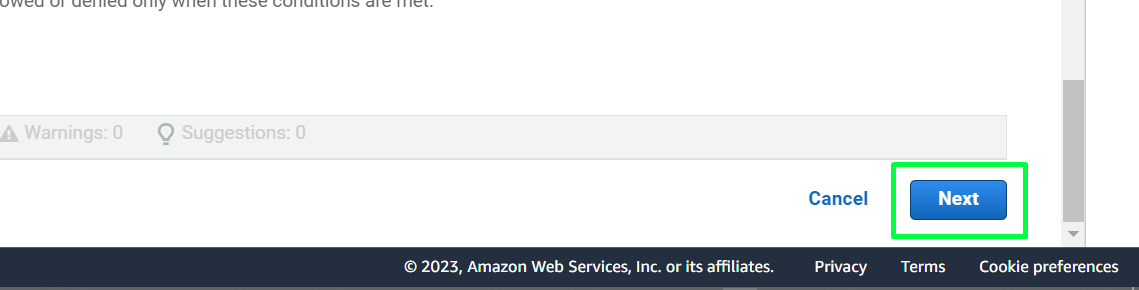 owed or denied only when these conditions are met.
Warnings: 0 Suggestions: 0
Cancel Next
© 2023, Amazon Web Services, Inc. or its affiliates. Privacy Terms Cookie preferences